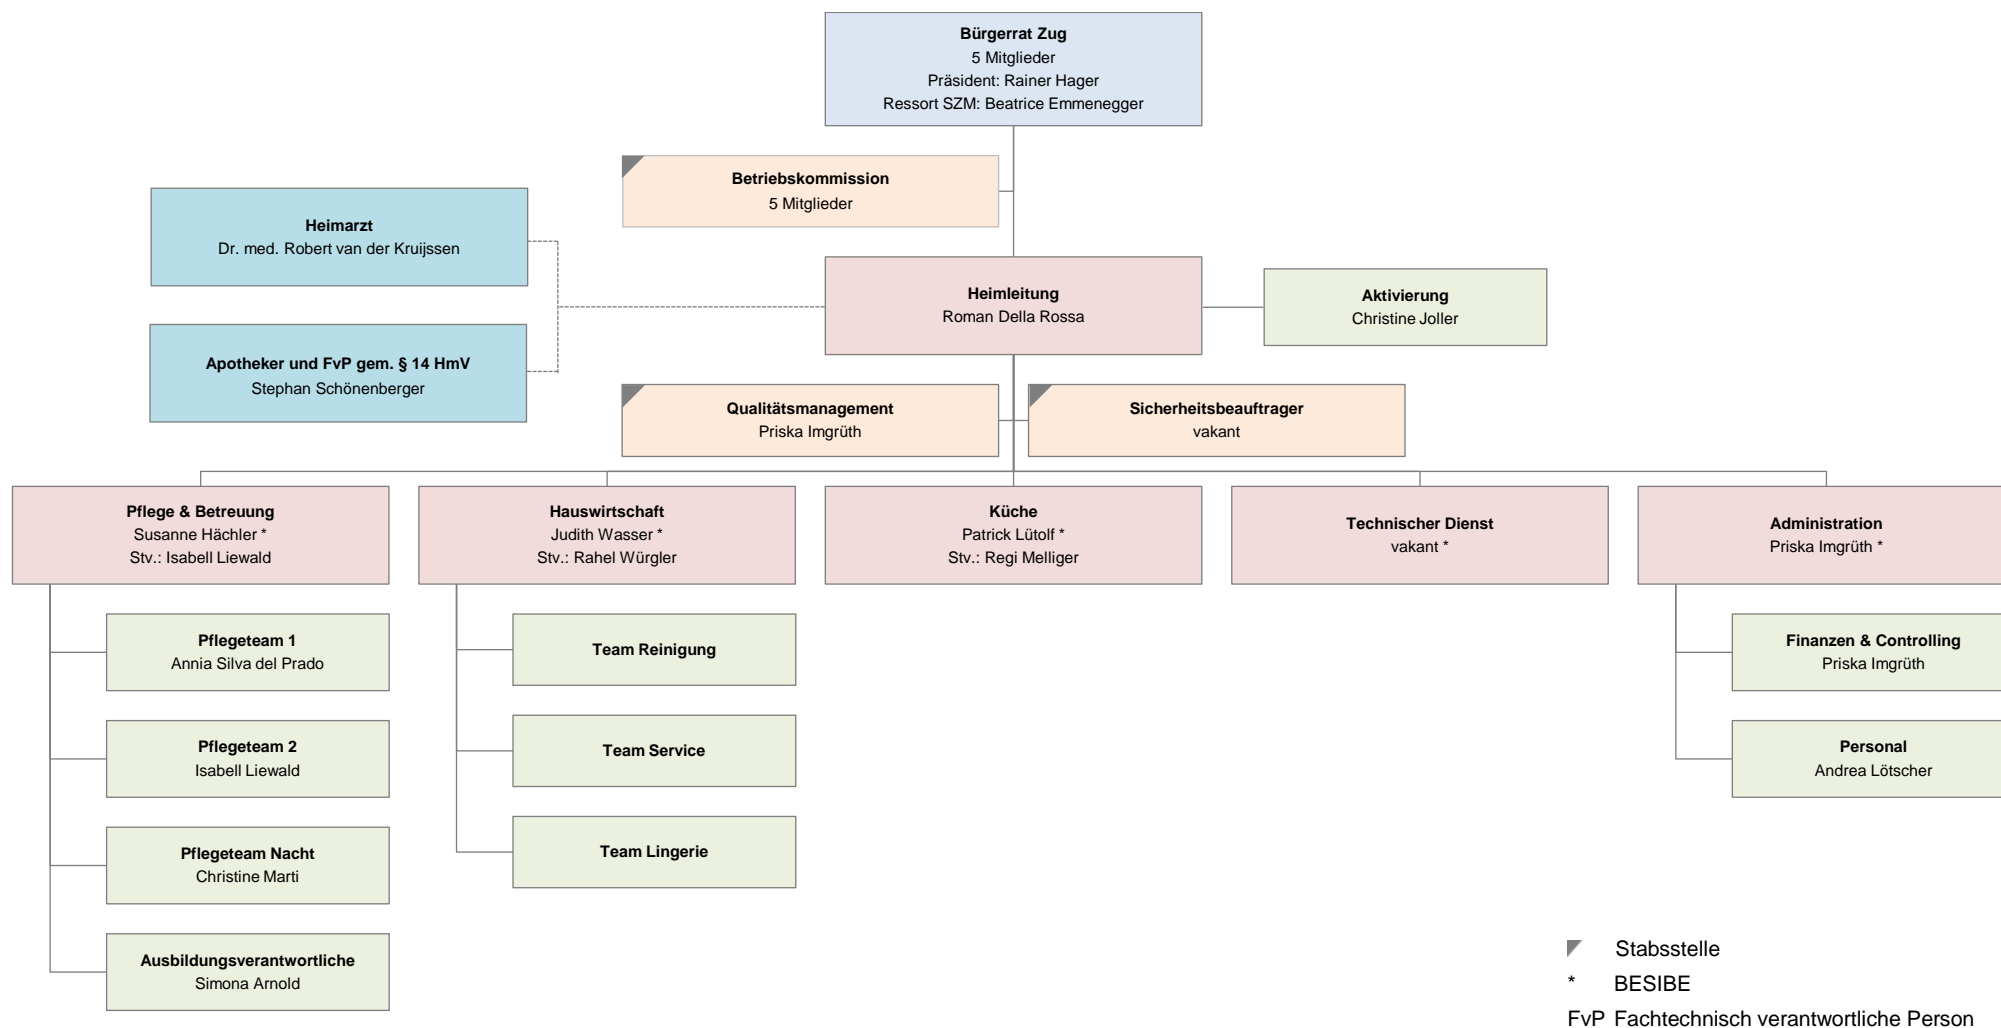 Bürgerrat Zug
5 Mitglieder
Präsident: Rainer Hager
Ressort SZM: Beatrice Emmenegger
Betriebskommission
5 Mitglieder
Heimarzt
Dr. med. Robert van der Kruijssen
Heimleitung
Roman Della Rossa
Aktivierung
Christine Joller
Apotheker und FvP gem. § 14 HmV
Stephan Schönenberger
Qualitätsmanagement
Priska Imgrüth
Sicherheitsbeauftrager
vakant
Pflege & Betreuung
Susanne Hächler *
Stv.: Isabell Liewald
Hauswirtschaft
Judith Wasser *
Stv.: Rahel Würgler
Küche
Patrick Lütolf *
Stv.: Regi Melliger
Technischer Dienst
vakant *
Administration
Priska Imgrüth *
Pflegeteam 1
Annia Silva del Prado
Pflegeteam 2
Isabell Liewald
Pflegeteam Nacht
Christine Marti
Ausbildungsverantwortliche
Simona Arnold
Team Reinigung
Team Service
Team Lingerie
Finanzen & Controlling
Priska Imgrüth
Personal
Andrea Lötscher
Stabsstelle
* BESIBE
FvP Fachtechnisch verantwortliche Person